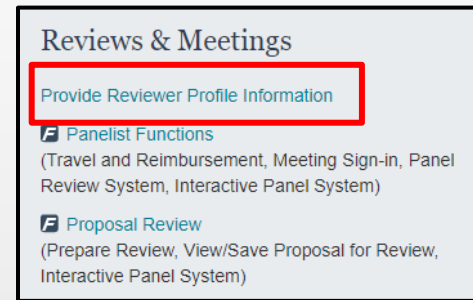 Reviews & Meetings
Provide Reviewer Profile Information
F Panelist Functions
(Travel and Reimbursement, Meeting Sign-in, Panel
Review System, Interactive Panel System)
F Proposal Review
(Prepare Review, View/Save Proposal for Review,
Interactive Panel System)